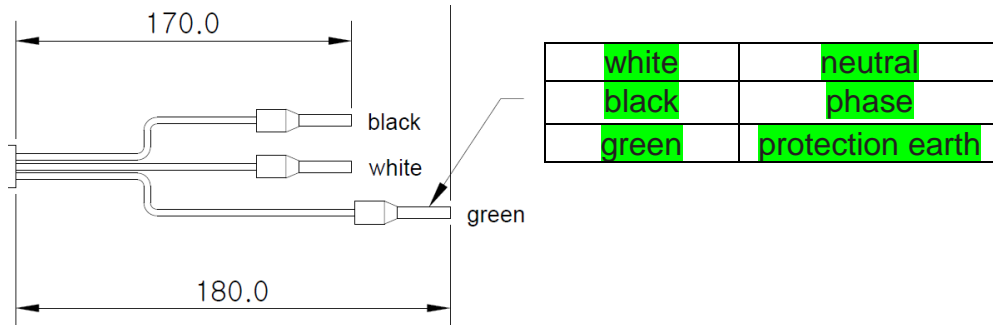 170.0
black
white
green
180.0
white neutral
black phase
green protection earth